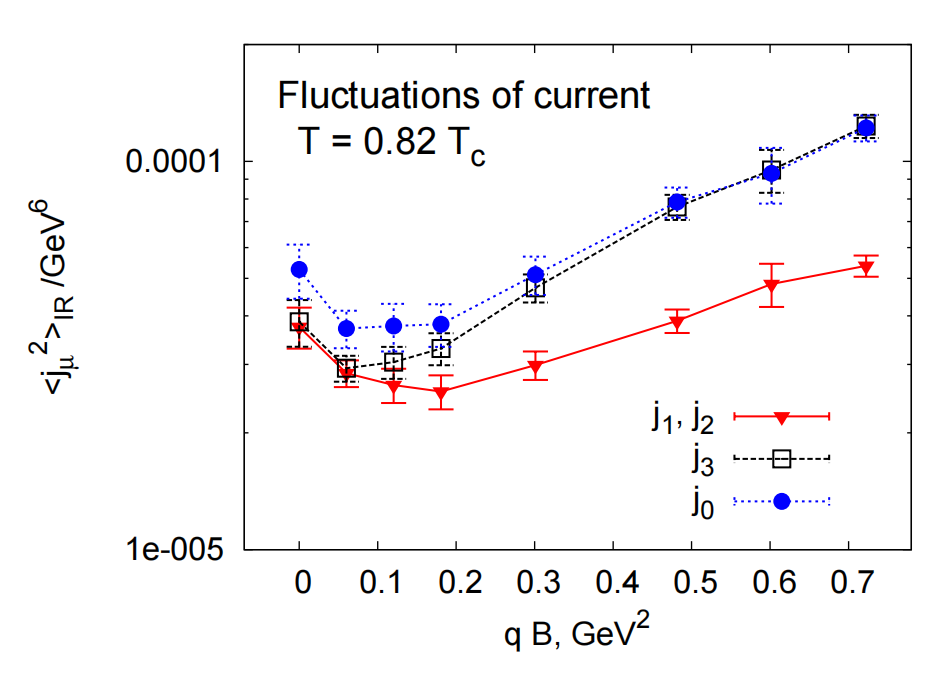 Fluctuations of current
T = 0.82 T_c
0.0001
1e-005
<j_μ^2>_IR /GeV^6
j_1, j_2
j_3
j_0
0 0.1 0.2 0.3 0.4 0.5 0.6 0.7
q B, GeV^2